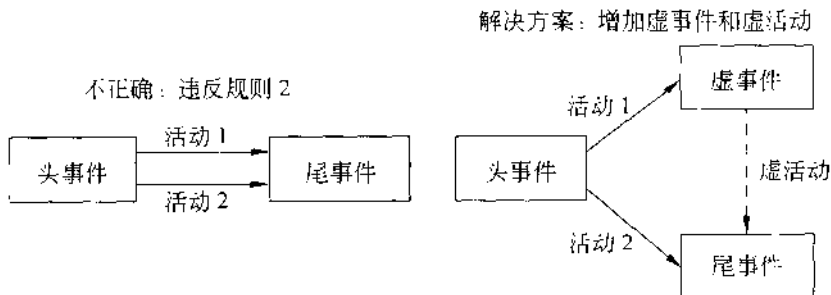 不正确：违反规则 2
头事件
活动 1
活动 2
尾事件
解决方案：增加虚事件和虚活动
头事件
活动 1
活动 2
虚事件
虚活动
尾事件